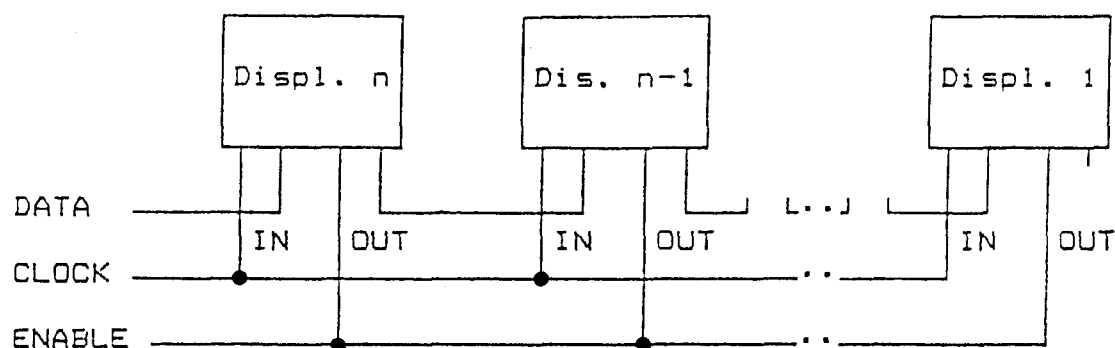 Displ. n Dis. n-1 Displ. 1
DATA
IN OUT IN OUT IN OUT
CLOCK
ENABLE